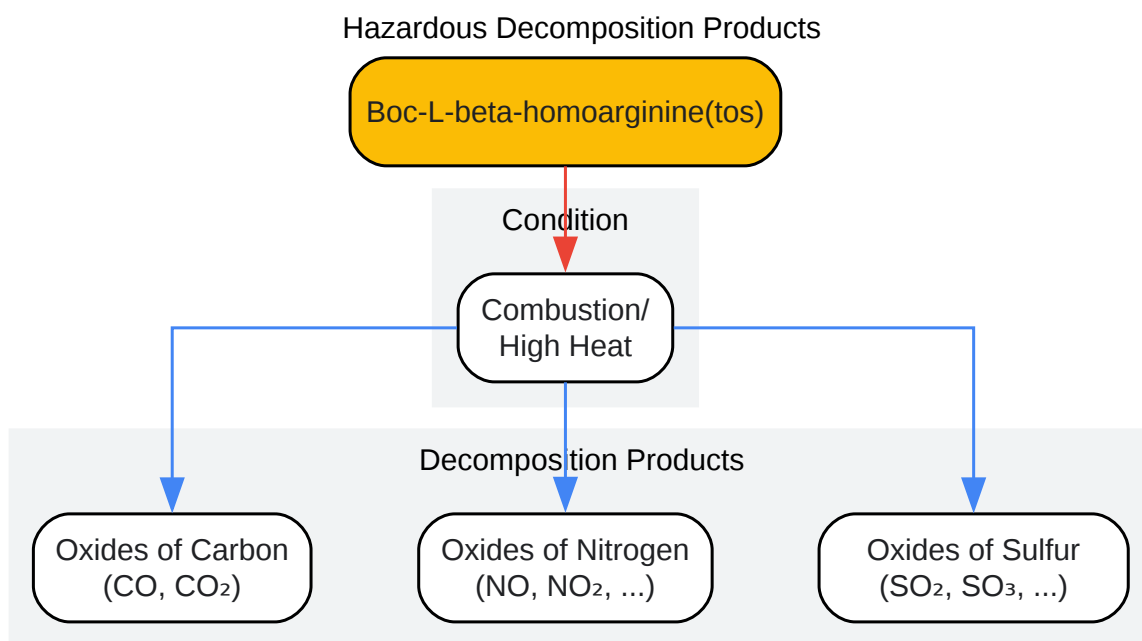 Hazardous Decomposition Products
Boc-L-beta-homoarginine(tos)
Condition
Combustion/
High Heat
Decomposition Products
Oxides of Carbon
(CO, CO₂)
Oxides of Nitrogen
(NO, NO₂, ...)
Oxides of Sulfur
(SO₂, SO₃, ...)